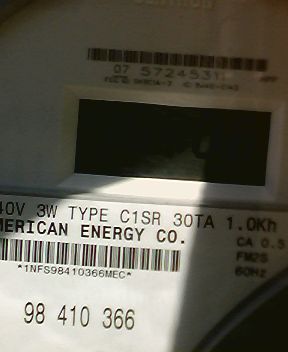 CENTRON
07 5724531
40V 3W TYPE C1SR 30TA 1.0Kh
MERICAN ENERGY CO.
CA 0.5
FM2S
60Hz
*1NFS98410366MEC*
98 410 366